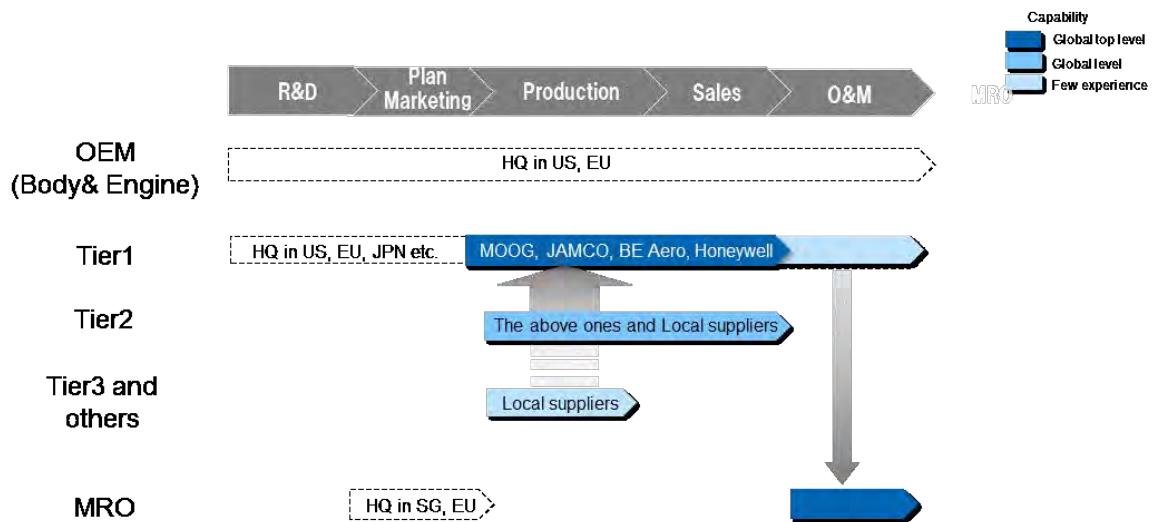 Capability
Global top level
Global level
Few experience
R&D
Plan
Marketing
Production
Sales
O&M
MRO
OEM
(Body& Engine)
HQ in US, EU
Tier1
HQ in US, EU, JPN etc.
MOOG, JAMCO, BE Aero, Honeywell
Tier2
The above ones and Local suppliers
Tier3 and
others
Local suppliers
MRO
HQ in SG, EU